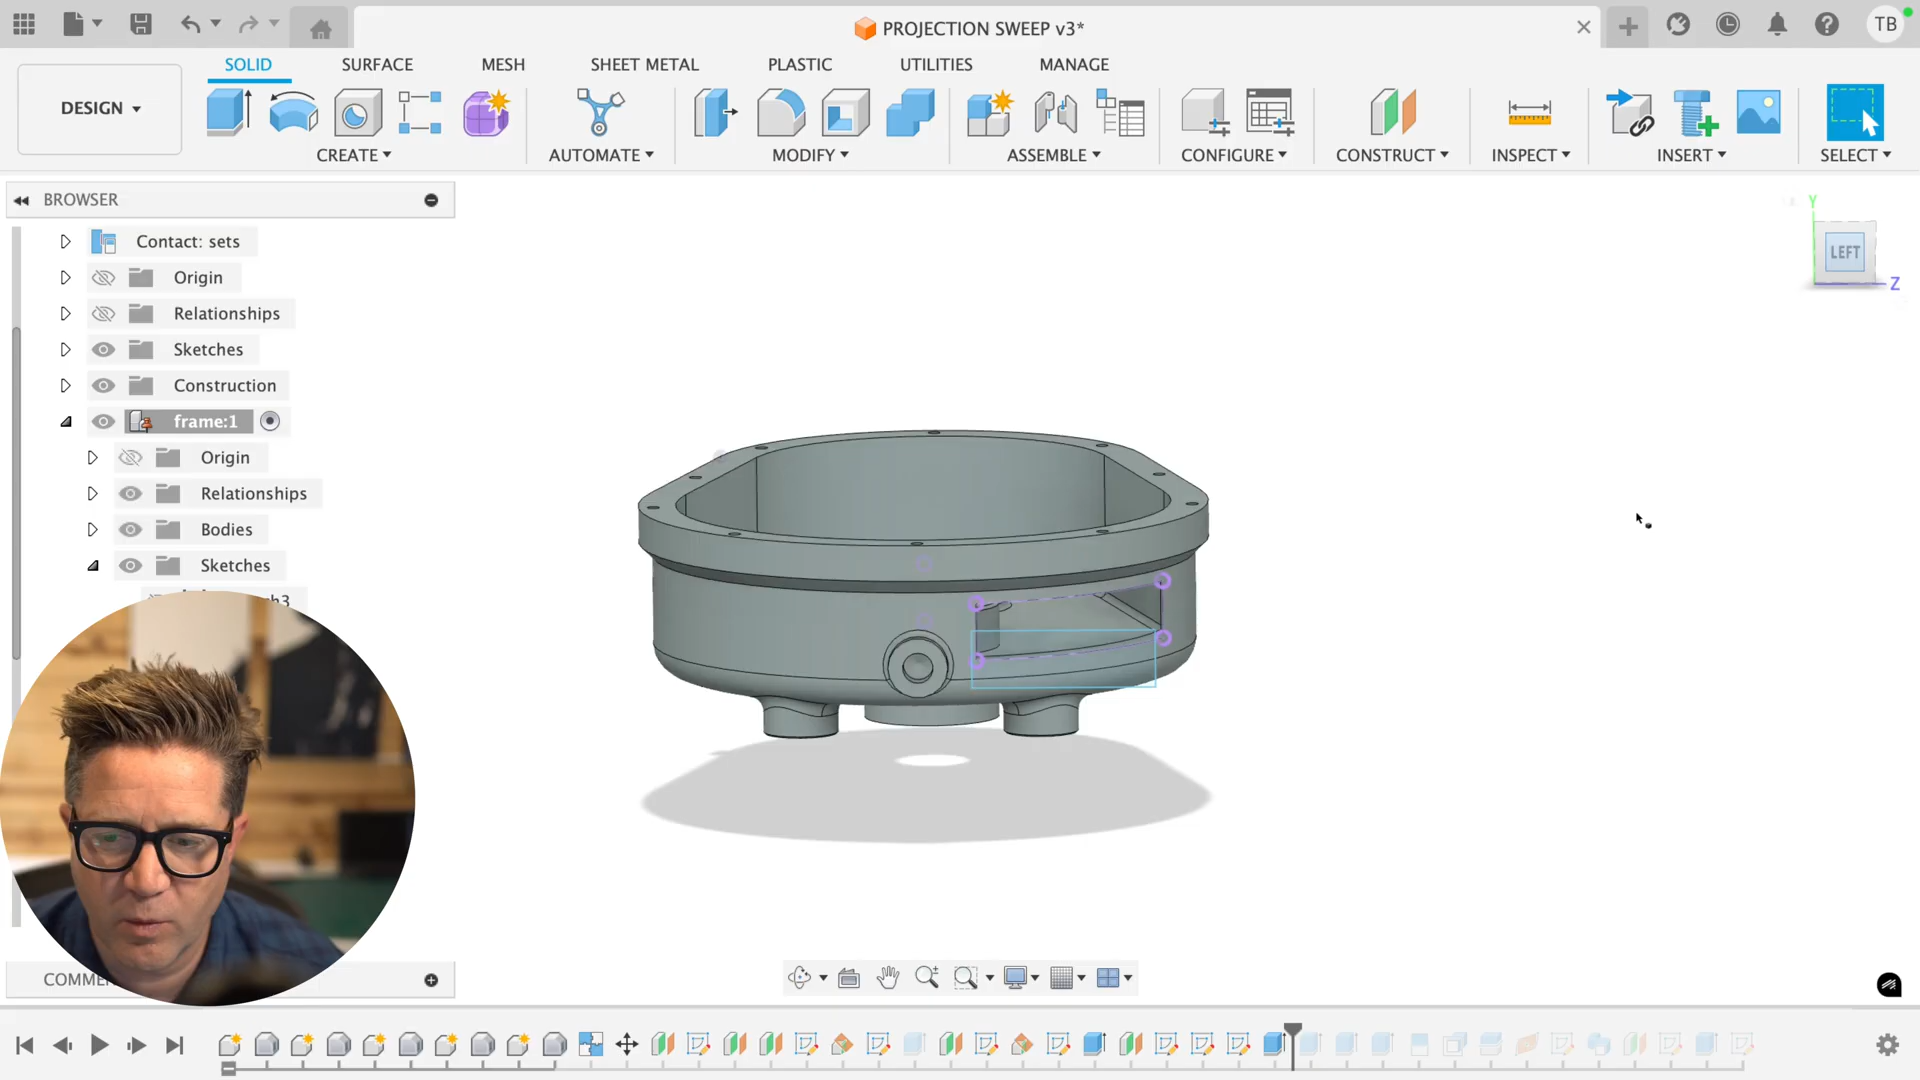 PROJECTION SWEEP v3*
TB
DESIGN
SOLID
SURFACE
MESH
SHEET METAL
PLASTIC
UTILITIES
MANAGE
CREATE
AUTOMATE
MODIFY
ASSEMBLE
CONFIGURE
CONSTRUCT
INSPECT
INSERT
SELECT
BROWSER
Contact: sets
Origin
Relationships
Sketches
Construction
frame:1
Origin
Relationships
Bodies
Sketches
Y
LEFT
Z